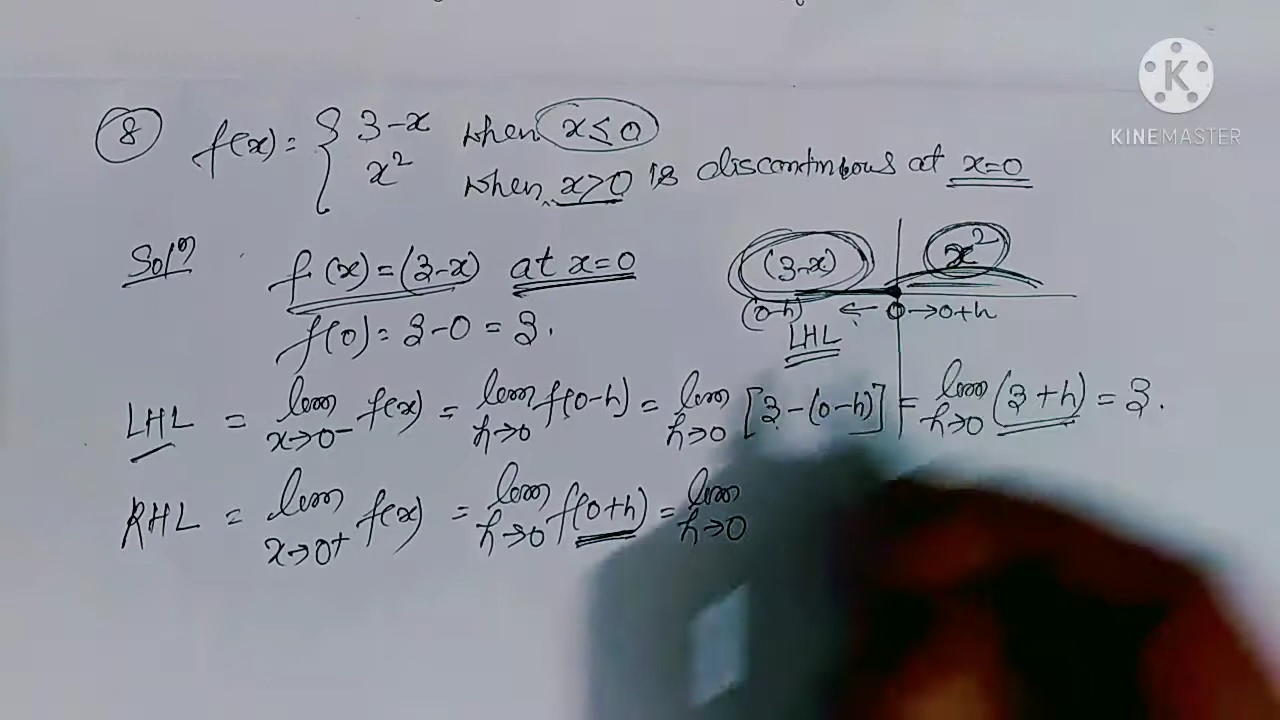 KINEMASTER
⑧ f(x) = { 3-x when x≤0
x² when x>0 is discontinuous at x=0
Solⁿ f(x) = (3-x) at x=0
(3-x) x²
f(0) = 3-0 = 3.
(0-h) ← 0 → 0+h
LHL
LHL = lim x→0- f(x) = lim h→0 f(0-h) = lim h→0 [3-(0-h)] = lim h→0 (3+h) = 3.
RHL = lim x→0+ f(x) = lim h→0 f(0+h) = lim h→0